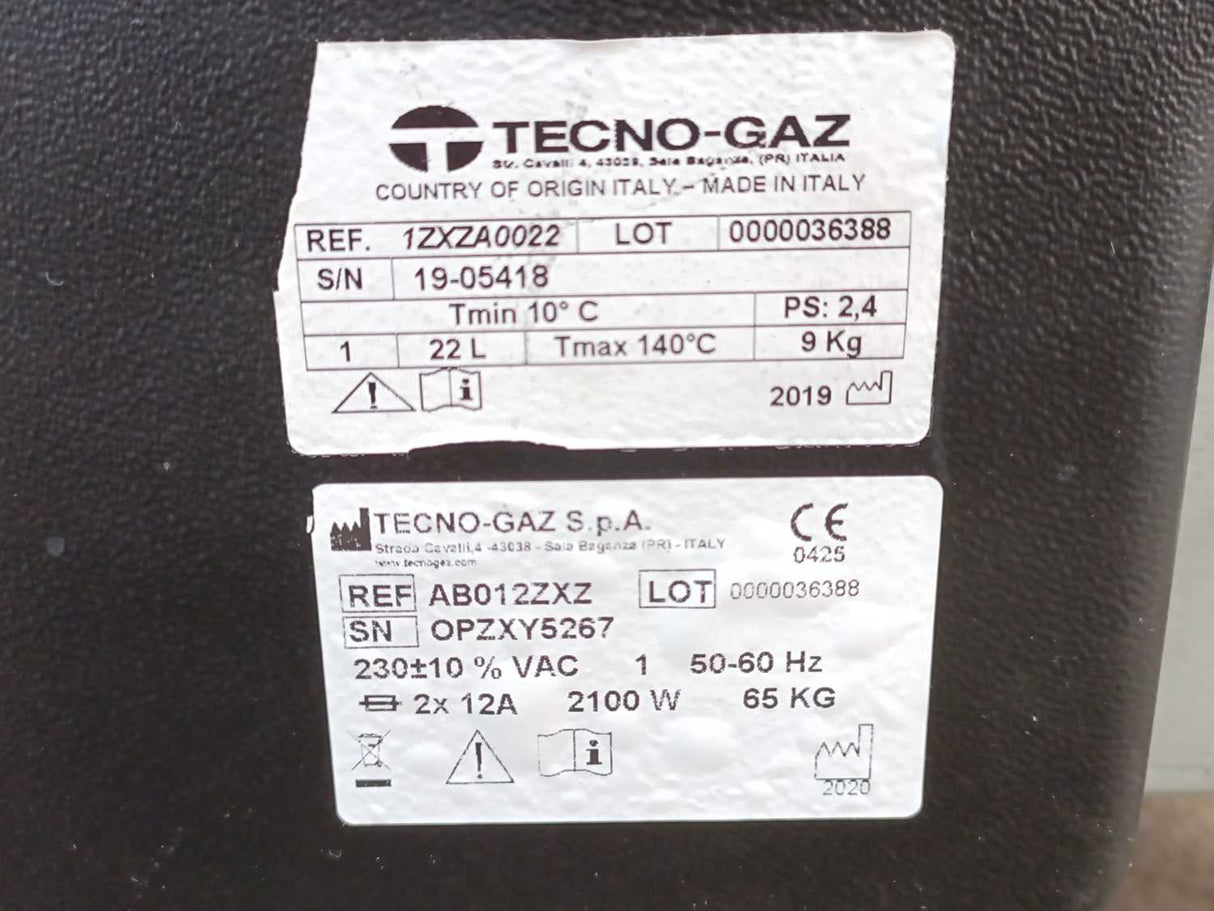 TECNO-GAZ
Str. Cavalli 4, 43038, Sala Baganza, (PR) ITALIA
COUNTRY OF ORIGIN ITALY - MADE IN ITALY
REF. 1ZXZA0022 LOT 0000036388
S/N 19-05418
Tmin 10° C PS: 2,4
1 22 L Tmax 140°C 9 Kg
2019
TECNO-GAZ S.p.A.
Strada Cavalli,4 -43038 - Sala Baganza (PR) - ITALY
www.tecnogaz.com
CE
0425
REF AB012ZXZ LOT 0000036388
SN OPZXY5267
230±10 % VAC 1 50-60 Hz
2x 12A 2100 W 65 KG
2020